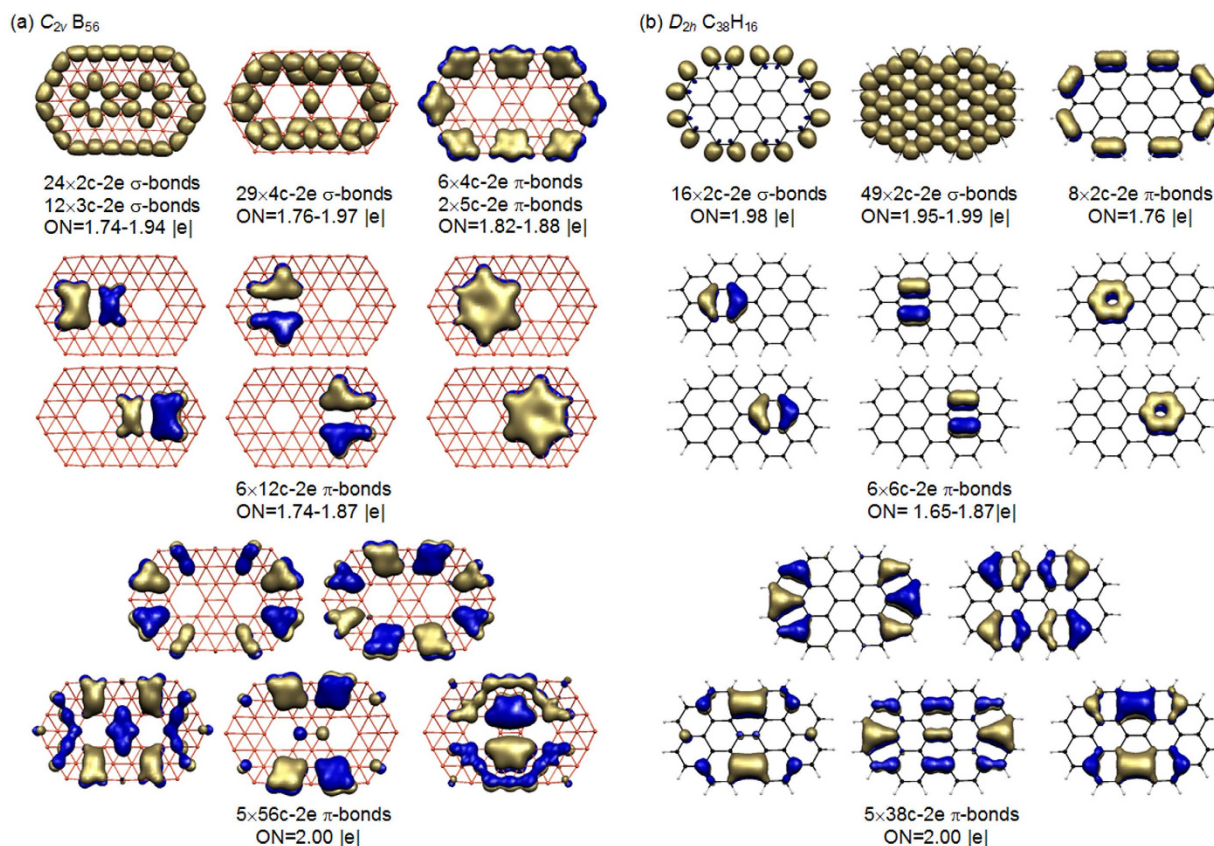 (a) C2v B56
24×2c-2e σ-bonds
12×3c-2e σ-bonds
ON=1.74-1.94 |e|
29×4c-2e σ-bonds
ON=1.76-1.97 |e|
6×4c-2e π-bonds
2×5c-2e π-bonds
ON=1.82-1.88 |e|
6×12c-2e π-bonds
ON=1.74-1.87 |e|
5×56c-2e π-bonds
ON=2.00 |e|
(b) D2h C38H16
16×2c-2e σ-bonds
ON=1.98 |e|
49×2c-2e σ-bonds
ON=1.95-1.99 |e|
8×2c-2e π-bonds
ON=1.76 |e|
6×6c-2e π-bonds
ON= 1.65-1.87|e|
5×38c-2e π-bonds
ON=2.00 |e|